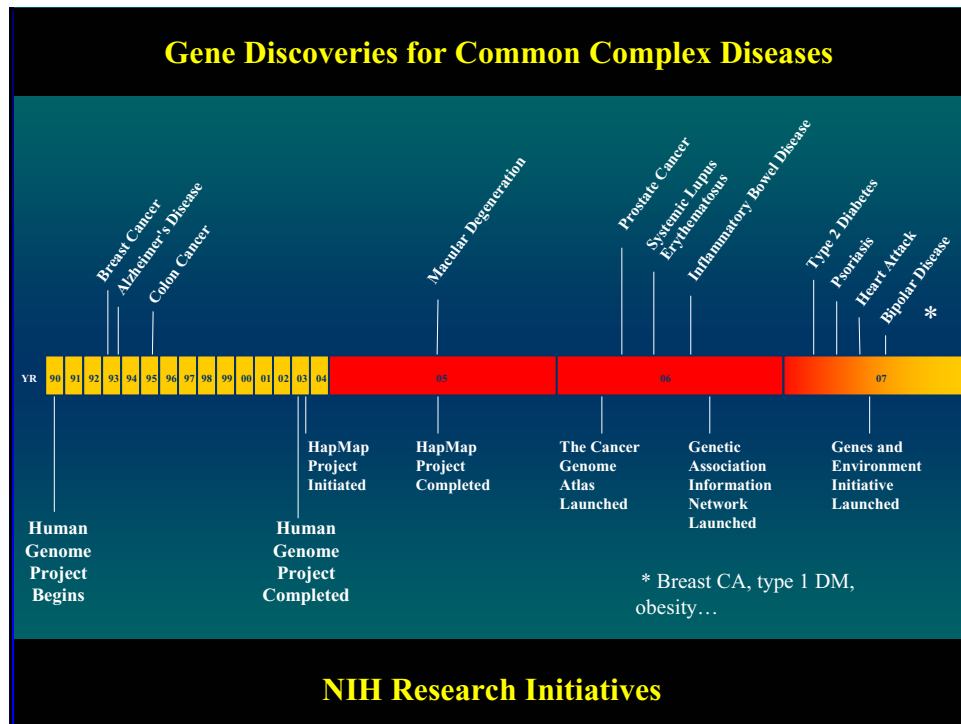 Gene Discoveries for Common Complex Diseases
Breast Cancer
Alzheimer's Disease
Colon Cancer
Macular Degeneration
Prostate Cancer
Systemic Lupus
Erythematosus
Inflammatory Bowel Disease
Type 2 Diabetes
Psoriasis
Heart Attack
Bipolar Disease
*
YR 90 91 92 93 94 95 96 97 98 99 00 01 02 03 04 05 06 07
HapMap
Project
Initiated
HapMap
Project
Completed
The Cancer
Genome
Atlas
Launched
Genetic
Association
Information
Network
Launched
Genes and
Environment
Initiative
Launched
Human
Genome
Project
Begins
Human
Genome
Project
Completed
* Breast CA, type 1 DM,
obesity…
NIH Research Initiatives